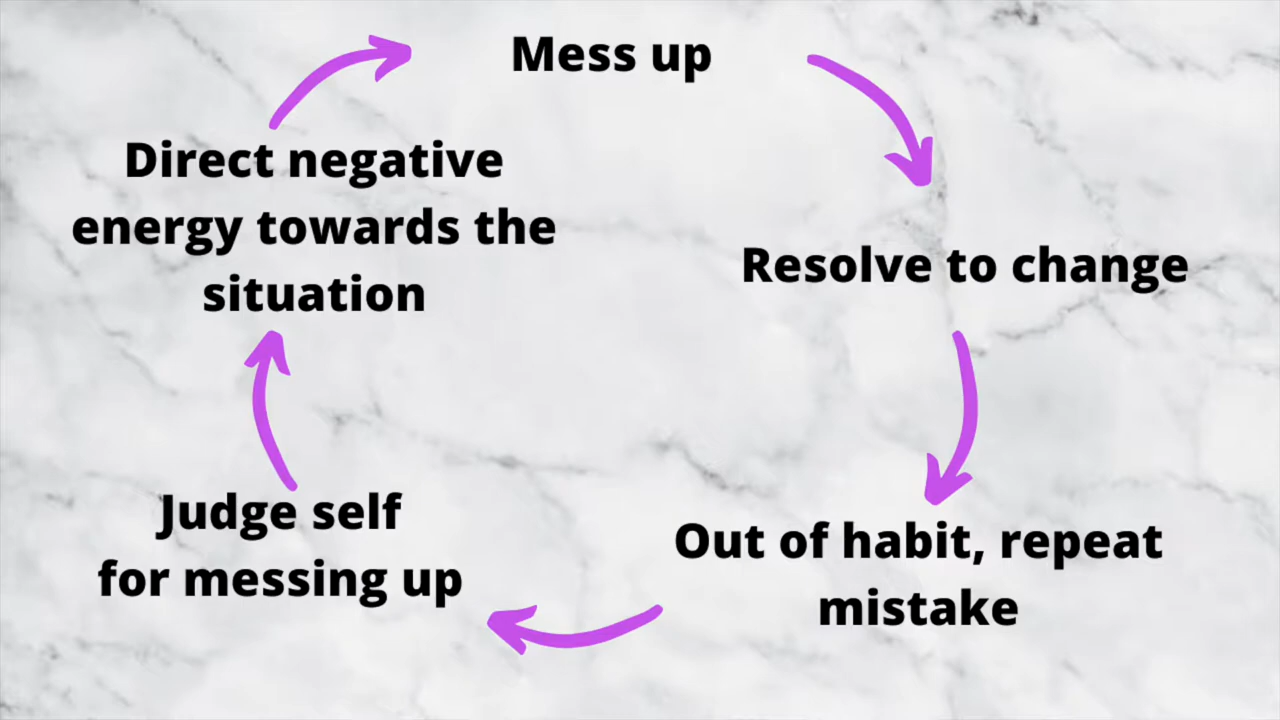 Mess up
Resolve to change
Out of habit, repeat
mistake
Judge self
for messing up
Direct negative
energy towards the
situation